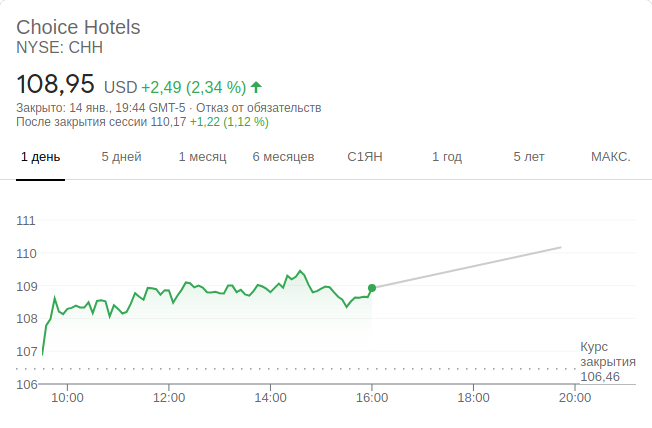 Choice Hotels
NYSE: CHH
108,95 USD +2,49 (2,34 %)
Закрыто: 14 янв., 19:44 GMT-5 · Отказ от обязательств
После закрытия сессии 110,17 +1,22 (1,12 %)
1 день 5 дней 1 месяц 6 месяцев С1ЯН 1 год 5 лет МАКС.
111
110
109
108
107
Курс
закрытия
106,46
106
10:00 12:00 14:00 16:00 18:00 20:00